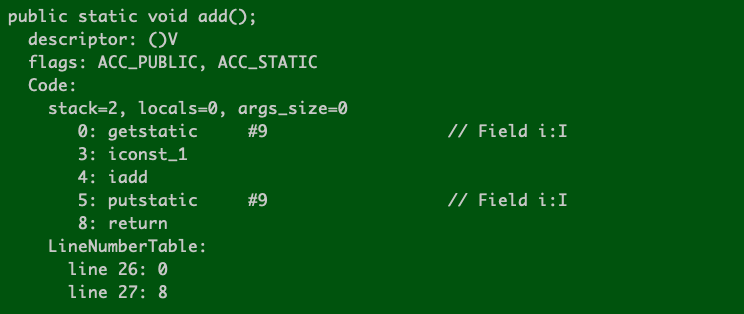 public static void add();
  descriptor: ()V
  flags: ACC_PUBLIC, ACC_STATIC
  Code:
    stack=2, locals=0, args_size=0
       0: getstatic     #9                  // Field i:I
       3: iconst_1
       4: iadd
       5: putstatic     #9                  // Field i:I
       8: return
    LineNumberTable:
      line 26: 0
      line 27: 8